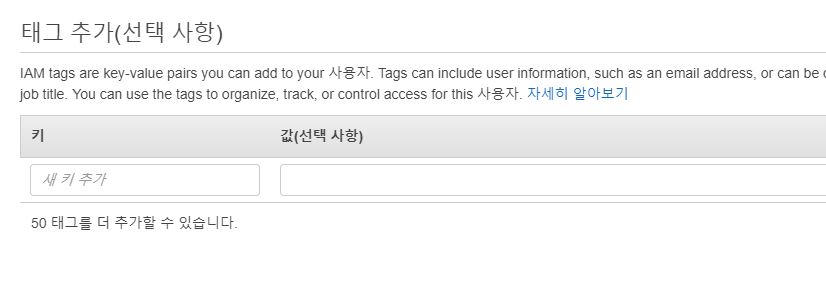 태그 추가(선택 사항)
IAM tags are key-value pairs you can add to your 사용자. Tags can include user information, such as an email address, or can be
job title. You can use the tags to organize, track, or control access for this 사용자. 자세히 알아보기
키 값(선택 사항)
새 키 추가
50 태그를 더 추가할 수 있습니다.